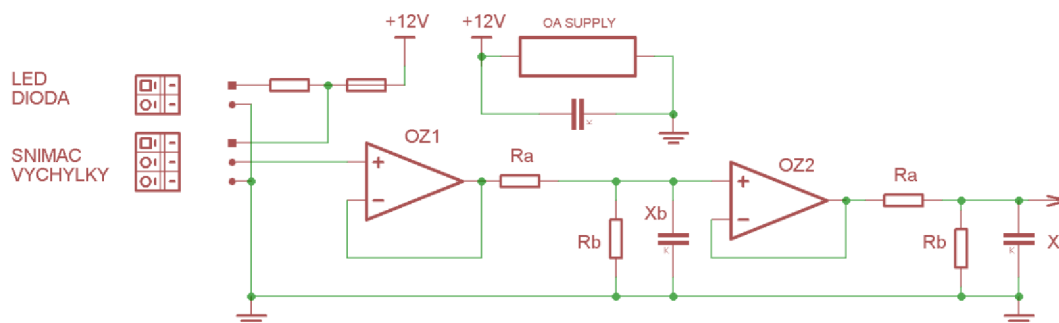 +12V
+12V
OA SUPPLY
LED
DIODA
SNIMAC
VYCHYLKY
OZ1
Ra
Rb
Xb
OZ2
Ra
Rb
X
+
−
+
−
K
K
K